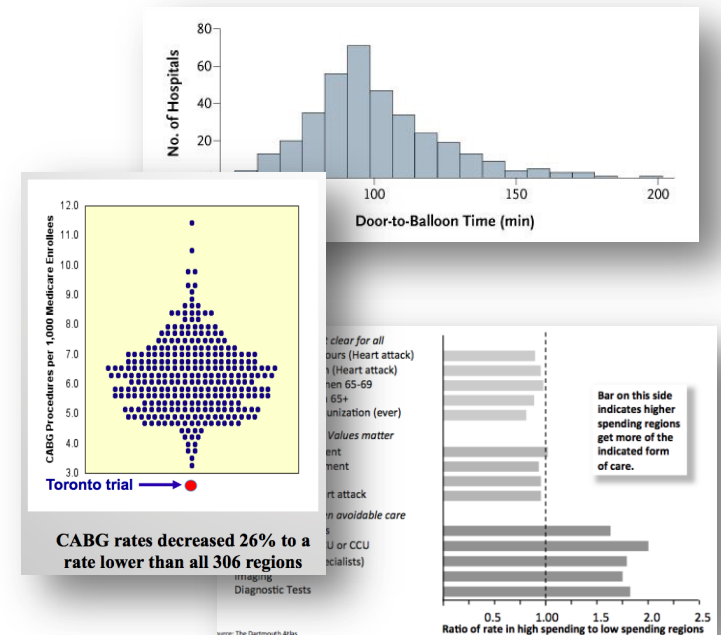 80
60
40
20
No. of Hospitals
100 150 200
Door-to-Balloon Time (min)
12.0
11.0
10.0
9.0
8.0
7.0
6.0
5.0
4.0
3.0
CABG Procedures per 1,000 Medicare Enrollees
Toronto trial
CABG rates decreased 26% to a
rate lower than all 306 regions
clear for all
ours (Heart attack)
(Heart attack)
men 65-69
65+
unization (ever)
Values matter
ent
ment
rt attack
en avoidable care
s
U or CCU
ecialists)
Imaging
Diagnostic Tests
Bar on this side
indicates higher
spending regions
get more of the
indicated form
of care.
0.5 1.00 1.5 2.0 2.5
Ratio of rate in high spending to low spending regions
The Dartmouth Atlas